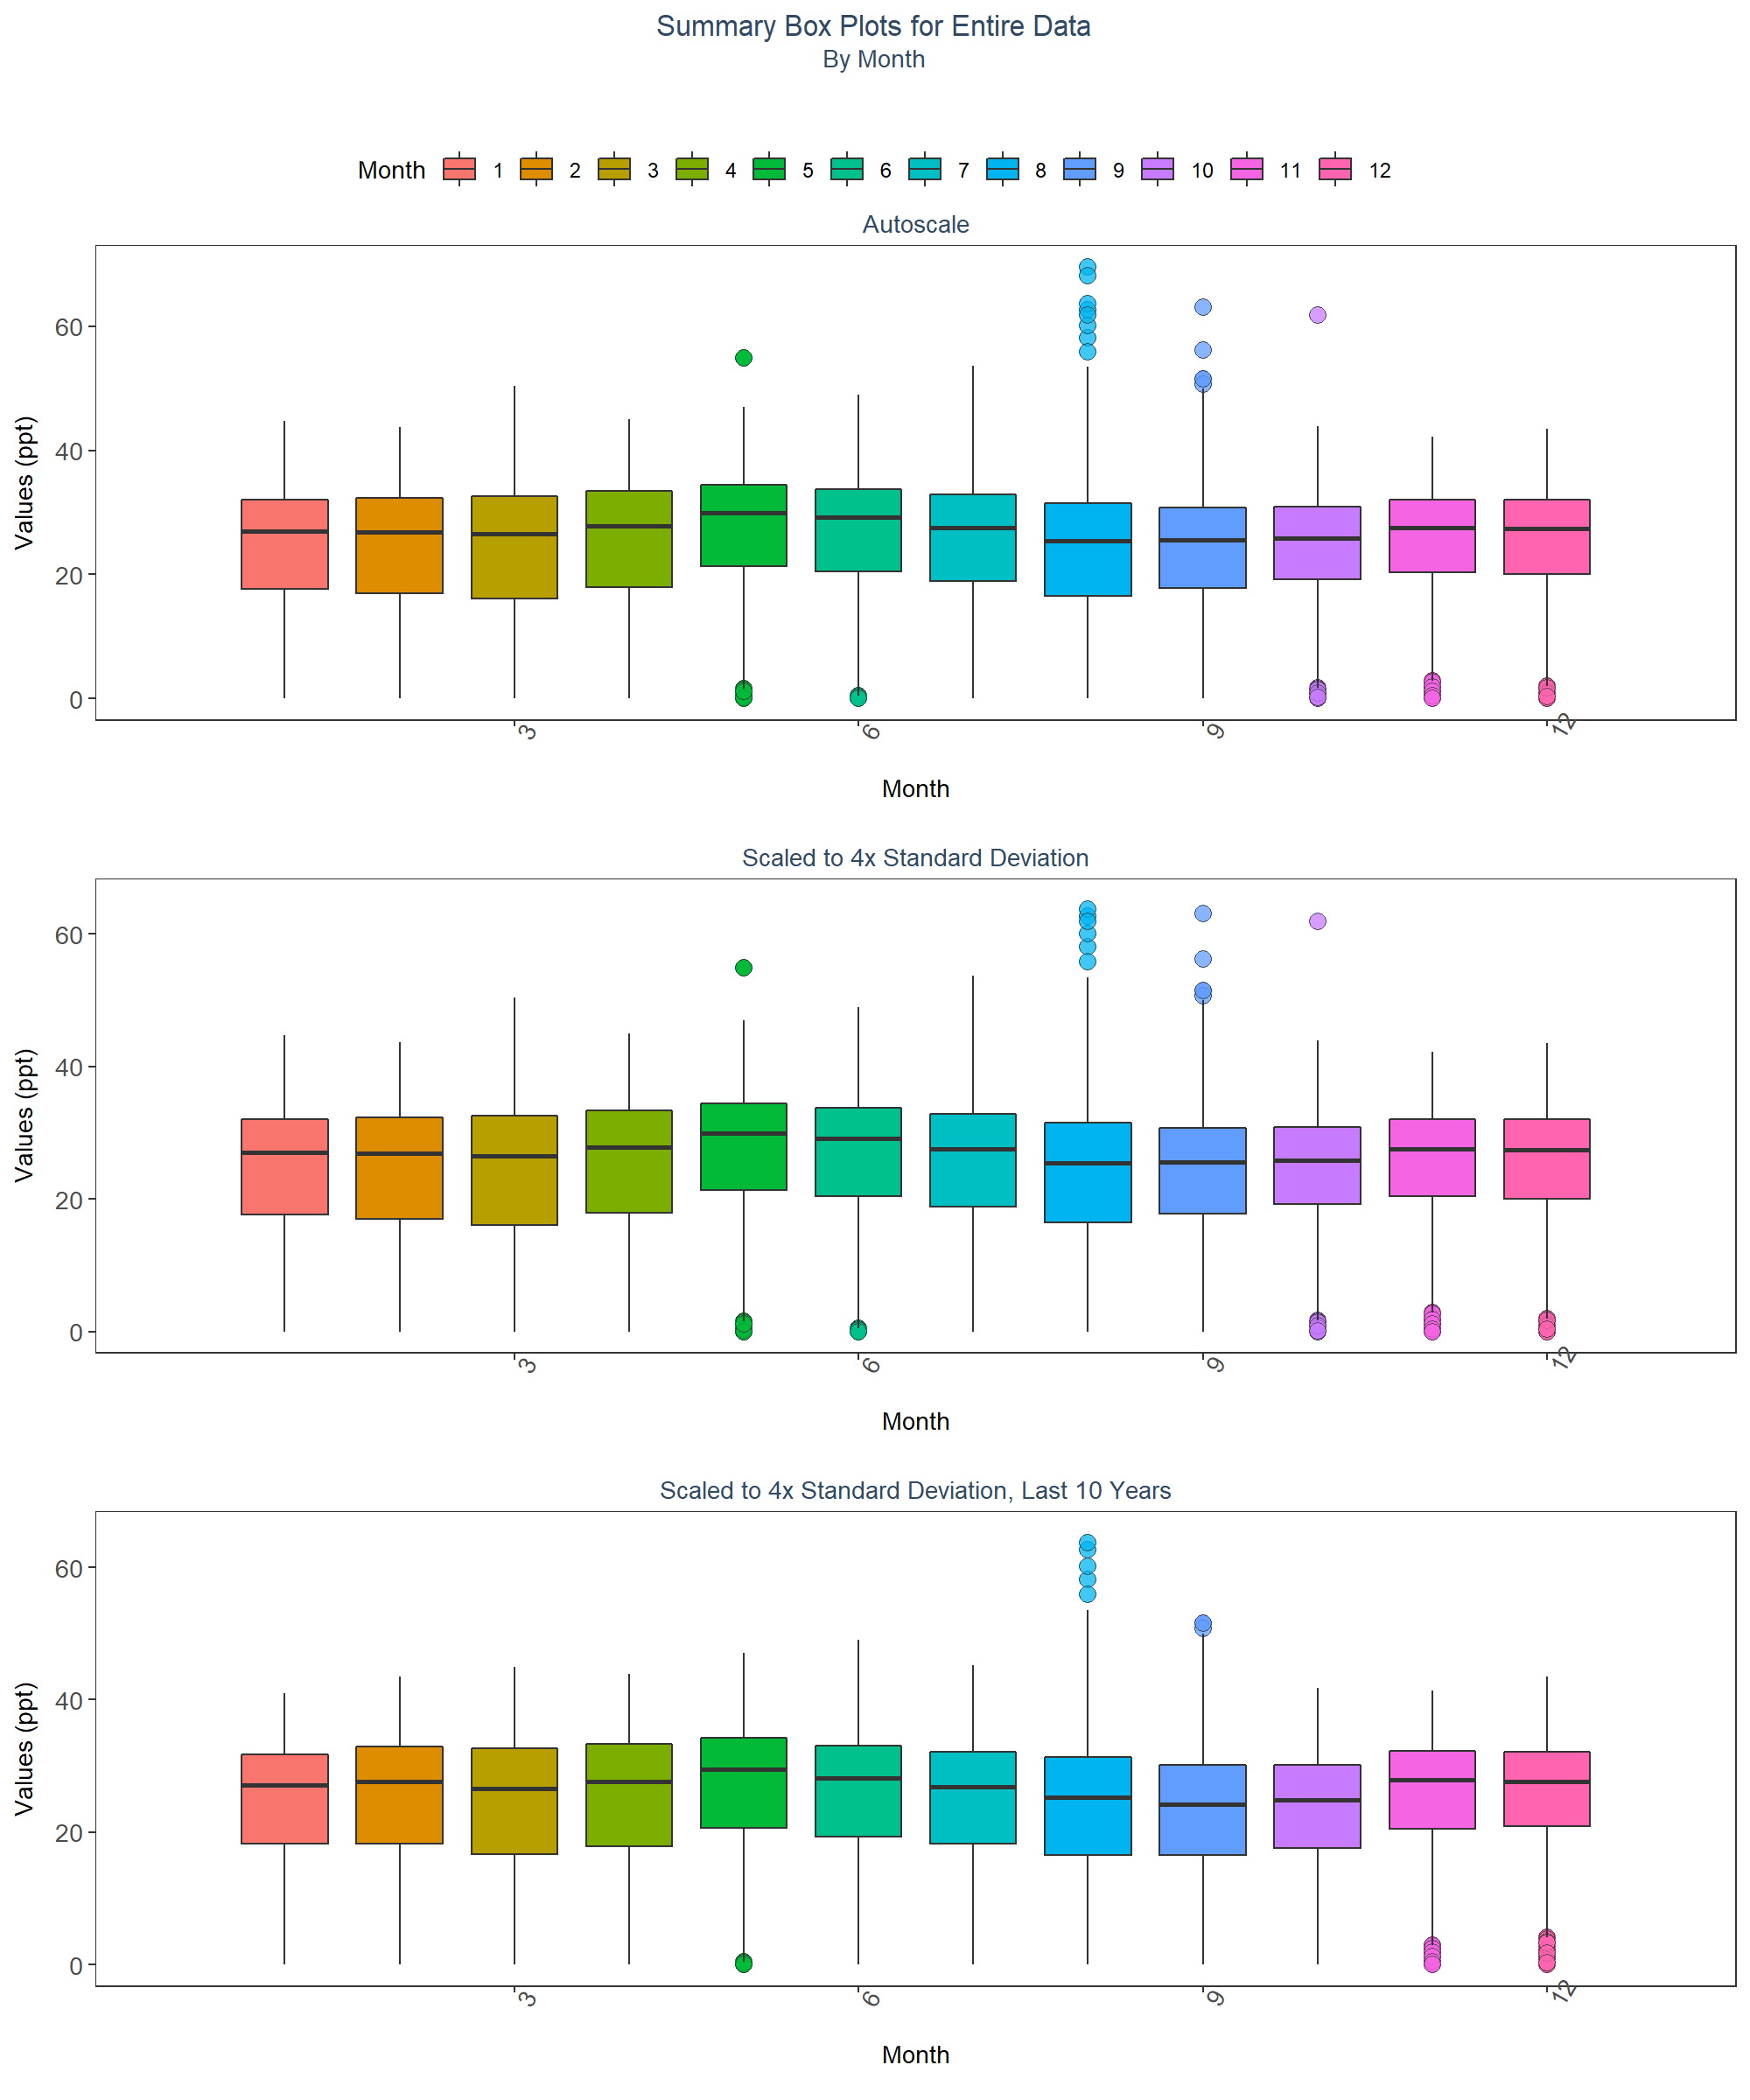 Summary Box Plots for Entire Data
By Month
Month 1 2 3 4 5 6 7 8 9 10 11 12
Autoscale
Values (ppt)
60
40
20
0
3 6 9 12
Month
Scaled to 4x Standard Deviation
Values (ppt)
60
40
20
0
3 6 9 12
Month
Scaled to 4x Standard Deviation, Last 10 Years
Values (ppt)
60
40
20
0
3 6 9 12
Month